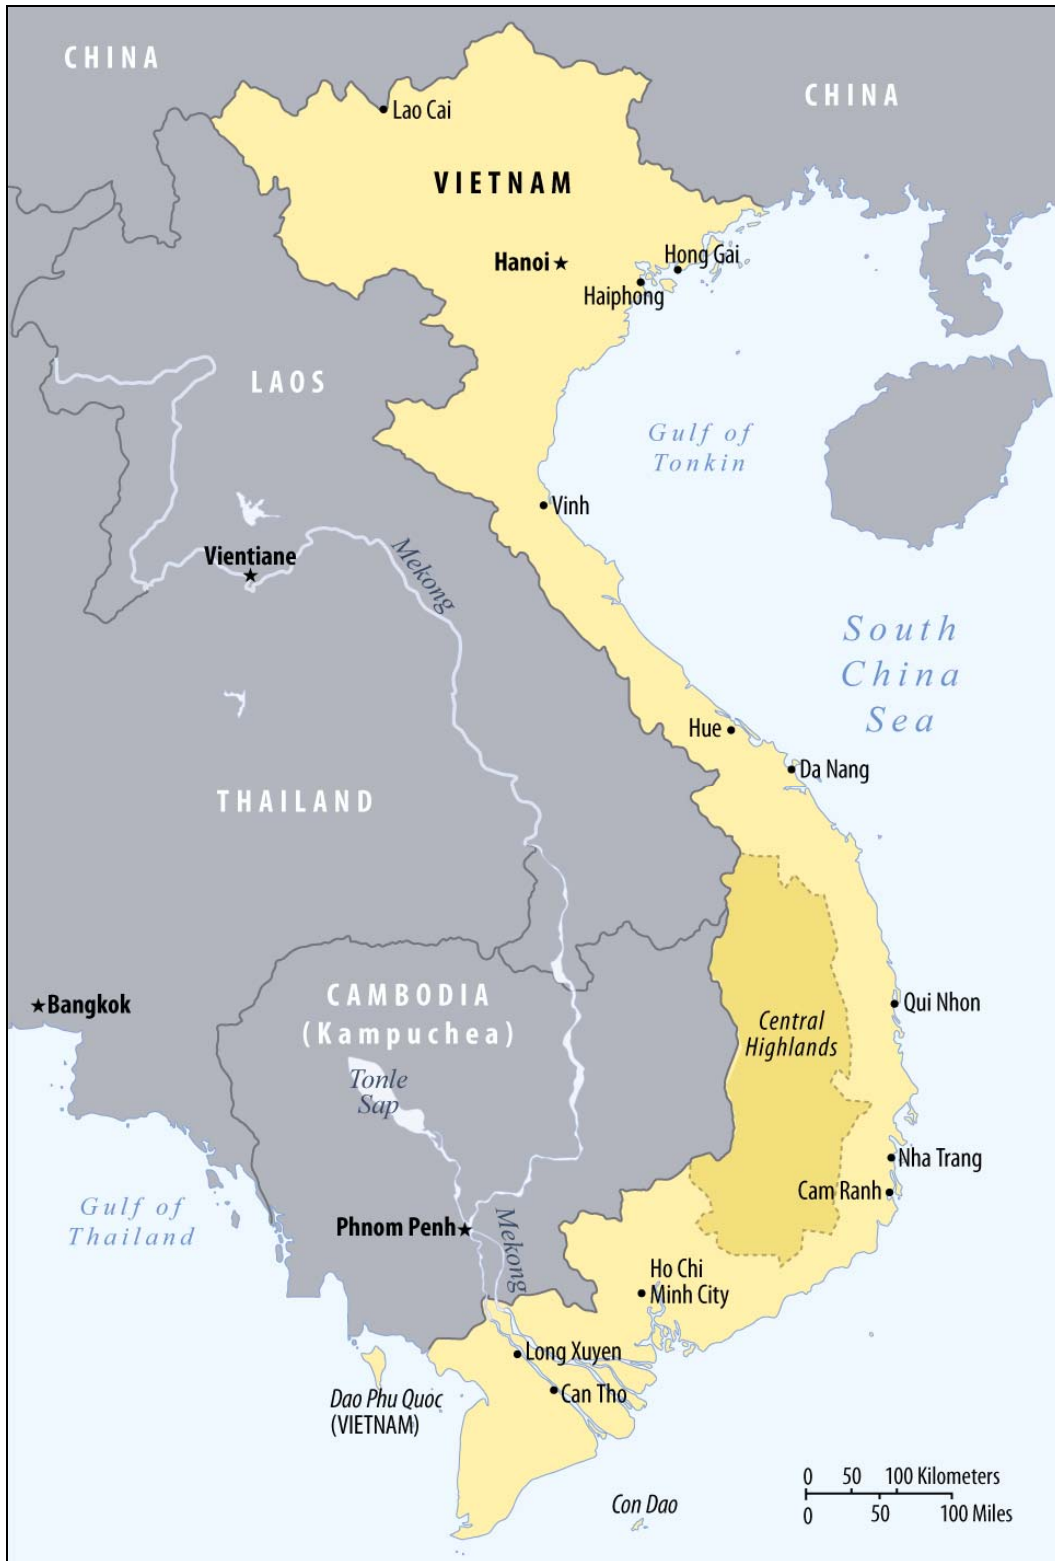 CHINA
CHINA
Lao Cai
VIETNAM
Hanoi
Hong Gai
Haiphong
LAOS
Gulf of
Tonkin
Vinh
Vientiane
Mekong
South
China
Sea
Hue
Da Nang
THAILAND
Bangkok
CAMBODIA
(Kampuchea)
Qui Nhon
Central
Highlands
Tonle
Sap
Nha Trang
Cam Ranh
Gulf of
Thailand
Phnom Penh
Mekong
Ho Chi
Minh City
Long Xuyen
Can Tho
Dao Phu Quoc
(VIETNAM)
Con Dao
0 50 100 Kilometers
0 50 100 Miles